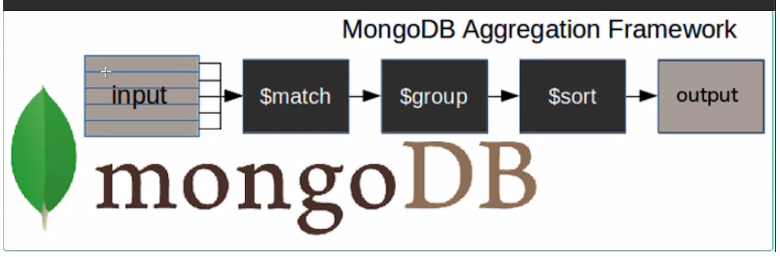 MongoDB Aggregation Framework
input
$match
$group
$sort
output
mongoDB